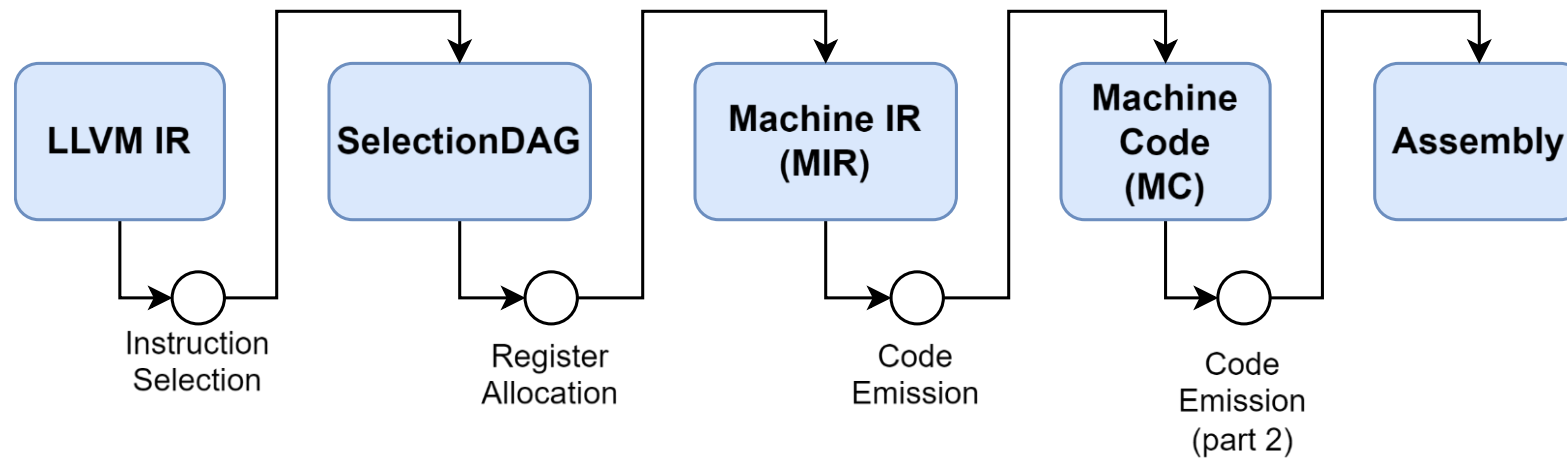 LLVM IR
SelectionDAG
Machine IR
(MIR)
Machine
Code
(MC)
Assembly
Instruction
Selection
Register
Allocation
Code
Emission
Code
Emission
(part 2)